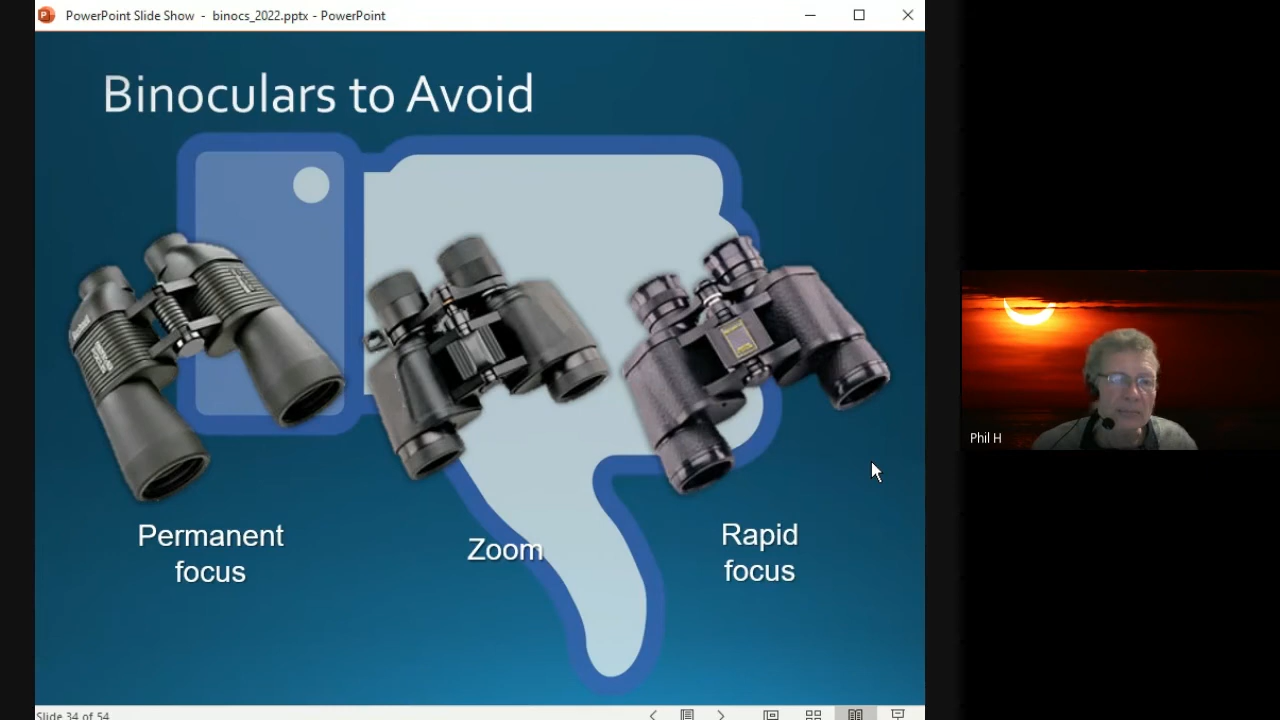 PowerPoint Slide Show - binocs_2022.pptx - PowerPoint
Binoculars to Avoid
Permanent
focus
Zoom
Rapid
focus
Phil H
Slide 34 of 54